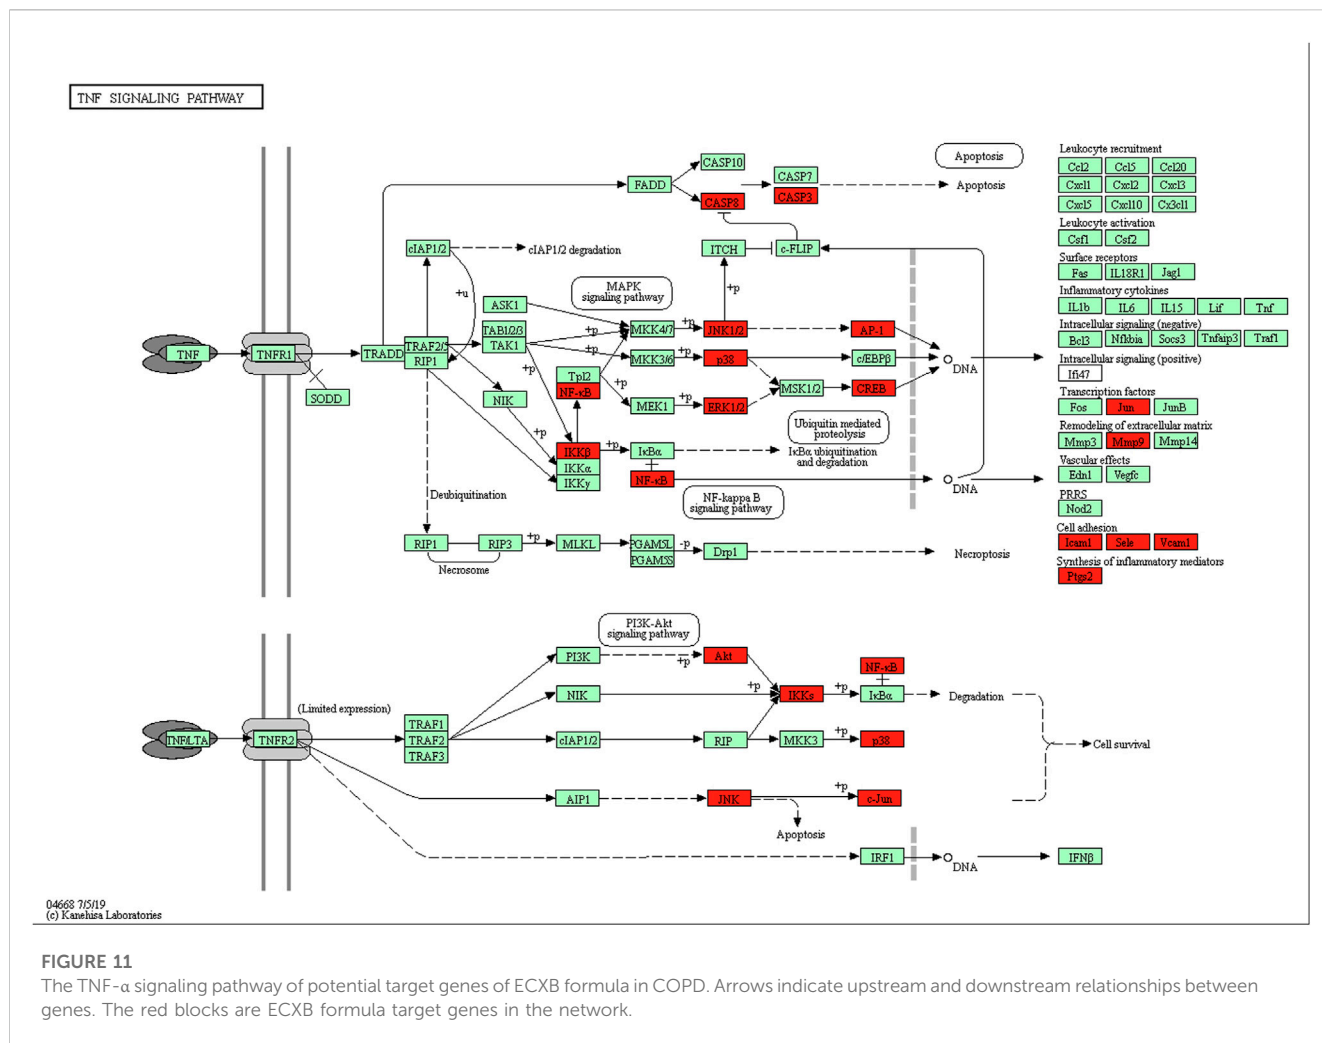 TNF SIGNALING PATHWAY
CASP10
FADD
CASP7
CASP8
CASP3
Apoptosis
Apoptosis
cIAP1/2
cIAP1/2 degradation
ITCH
c-FLIP
+u
+p
MAPK
signaling pathway
ASK1
TAB1/2/3
TAK1
+p
+p
+p
MKK4/7
+p
JNK1/2
AP-1
TNF
TNFR1
TRADD
TRAF2/5
RIP1
SODD
MKK3/6
+p
p38
c/EBPβ
DNA
Tpl2
NF-κB
NIK
MSK1/2
CREB
MEK1
+p
ERK1/2
+p
Ubiquitin mediated
proteolysis
IKKβ
IKKα
IKKγ
+p
IκBα
IκBα ubiquitination
and degradation
NF-κB
DNA
NF-kappa B
signaling pathway
Deubiquitination
RIP1
RIP3
+p
MLKL
PGAM5L
PGAM5S
-p
Drp1
Necroptosis
Necrosome
Leukocyte recruitment
Ccl2 Ccl5 Ccl20
Cxcl1 Cxcl2 Cxcl3
Cxcl5 Cxcl10 Cx3cl1
Leukocyte activation
Csf1 Csf2
Surface receptors
Fas IL18R1 Jag1
Inflammatory cytokines
IL1b IL6 IL15 Lif Tnf
Intracellular signaling (negative)
Bcl3 Nfkbia Socs3 Tnfaip3 Traf1
Intracellular signaling (positive)
Ifi47
Transcription factors
Fos Jun JunB
Remodeling of extracellular matrix
Mmp3 Mmp9 Mmp14
Vascular effects
Edn1 Vegfc
PRRS
Nod2
Cell adhesion
Icam1 Sele Vcam1
Synthesis of inflammatory mediators
Ptgs2
PI3K-Akt
signaling pathway
PI3K
+p
Akt
NF-κB
NIK
+p
IKKs
+p
IκBα
Degradation
(Limited expression)
TNF/LTA
TNFR2
TRAF1
TRAF2
TRAF3
cIAP1/2
RIP
MKK3
+p
p38
Cell survival
AIP1
JNK
+p
c-Jun
Apoptosis
IRF1
DNA
IFNβ
04668 7/5/19
(c) Kanehisa Laboratories
FIGURE 11
The TNF-α signaling pathway of potential target genes of ECXB formula in COPD. Arrows indicate upstream and downstream relationships between
genes. The red blocks are ECXB formula target genes in the network.